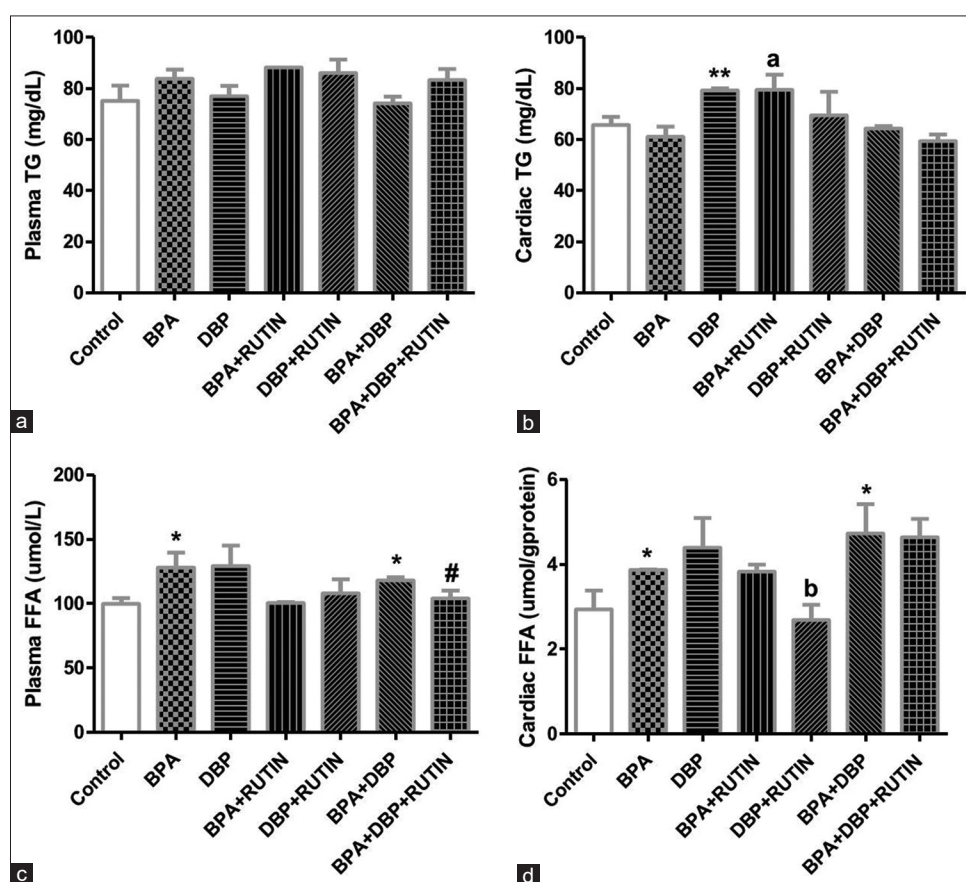 Plasma TG (mg/dL)
100
80
60
40
20
0
Control
BPA
DBP
BPA+RUTIN
DBP+RUTIN
BPA+DBP
BPA+DBP+RUTIN
a
Cardiac TG (mg/dL)
100
80
60
40
20
0
**
a
Control
BPA
DBP
BPA+RUTIN
DBP+RUTIN
BPA+DBP
BPA+DBP+RUTIN
b
Plasma FFA (umol/L)
200
150
100
50
0
*
*
#
Control
BPA
DBP
BPA+RUTIN
DBP+RUTIN
BPA+DBP
BPA+DBP+RUTIN
c
Cardiac FFA (umol/gprotein)
6
4
2
0
*
b
*
Control
BPA
DBP
BPA+RUTIN
DBP+RUTIN
BPA+DBP
BPA+DBP+RUTIN
d